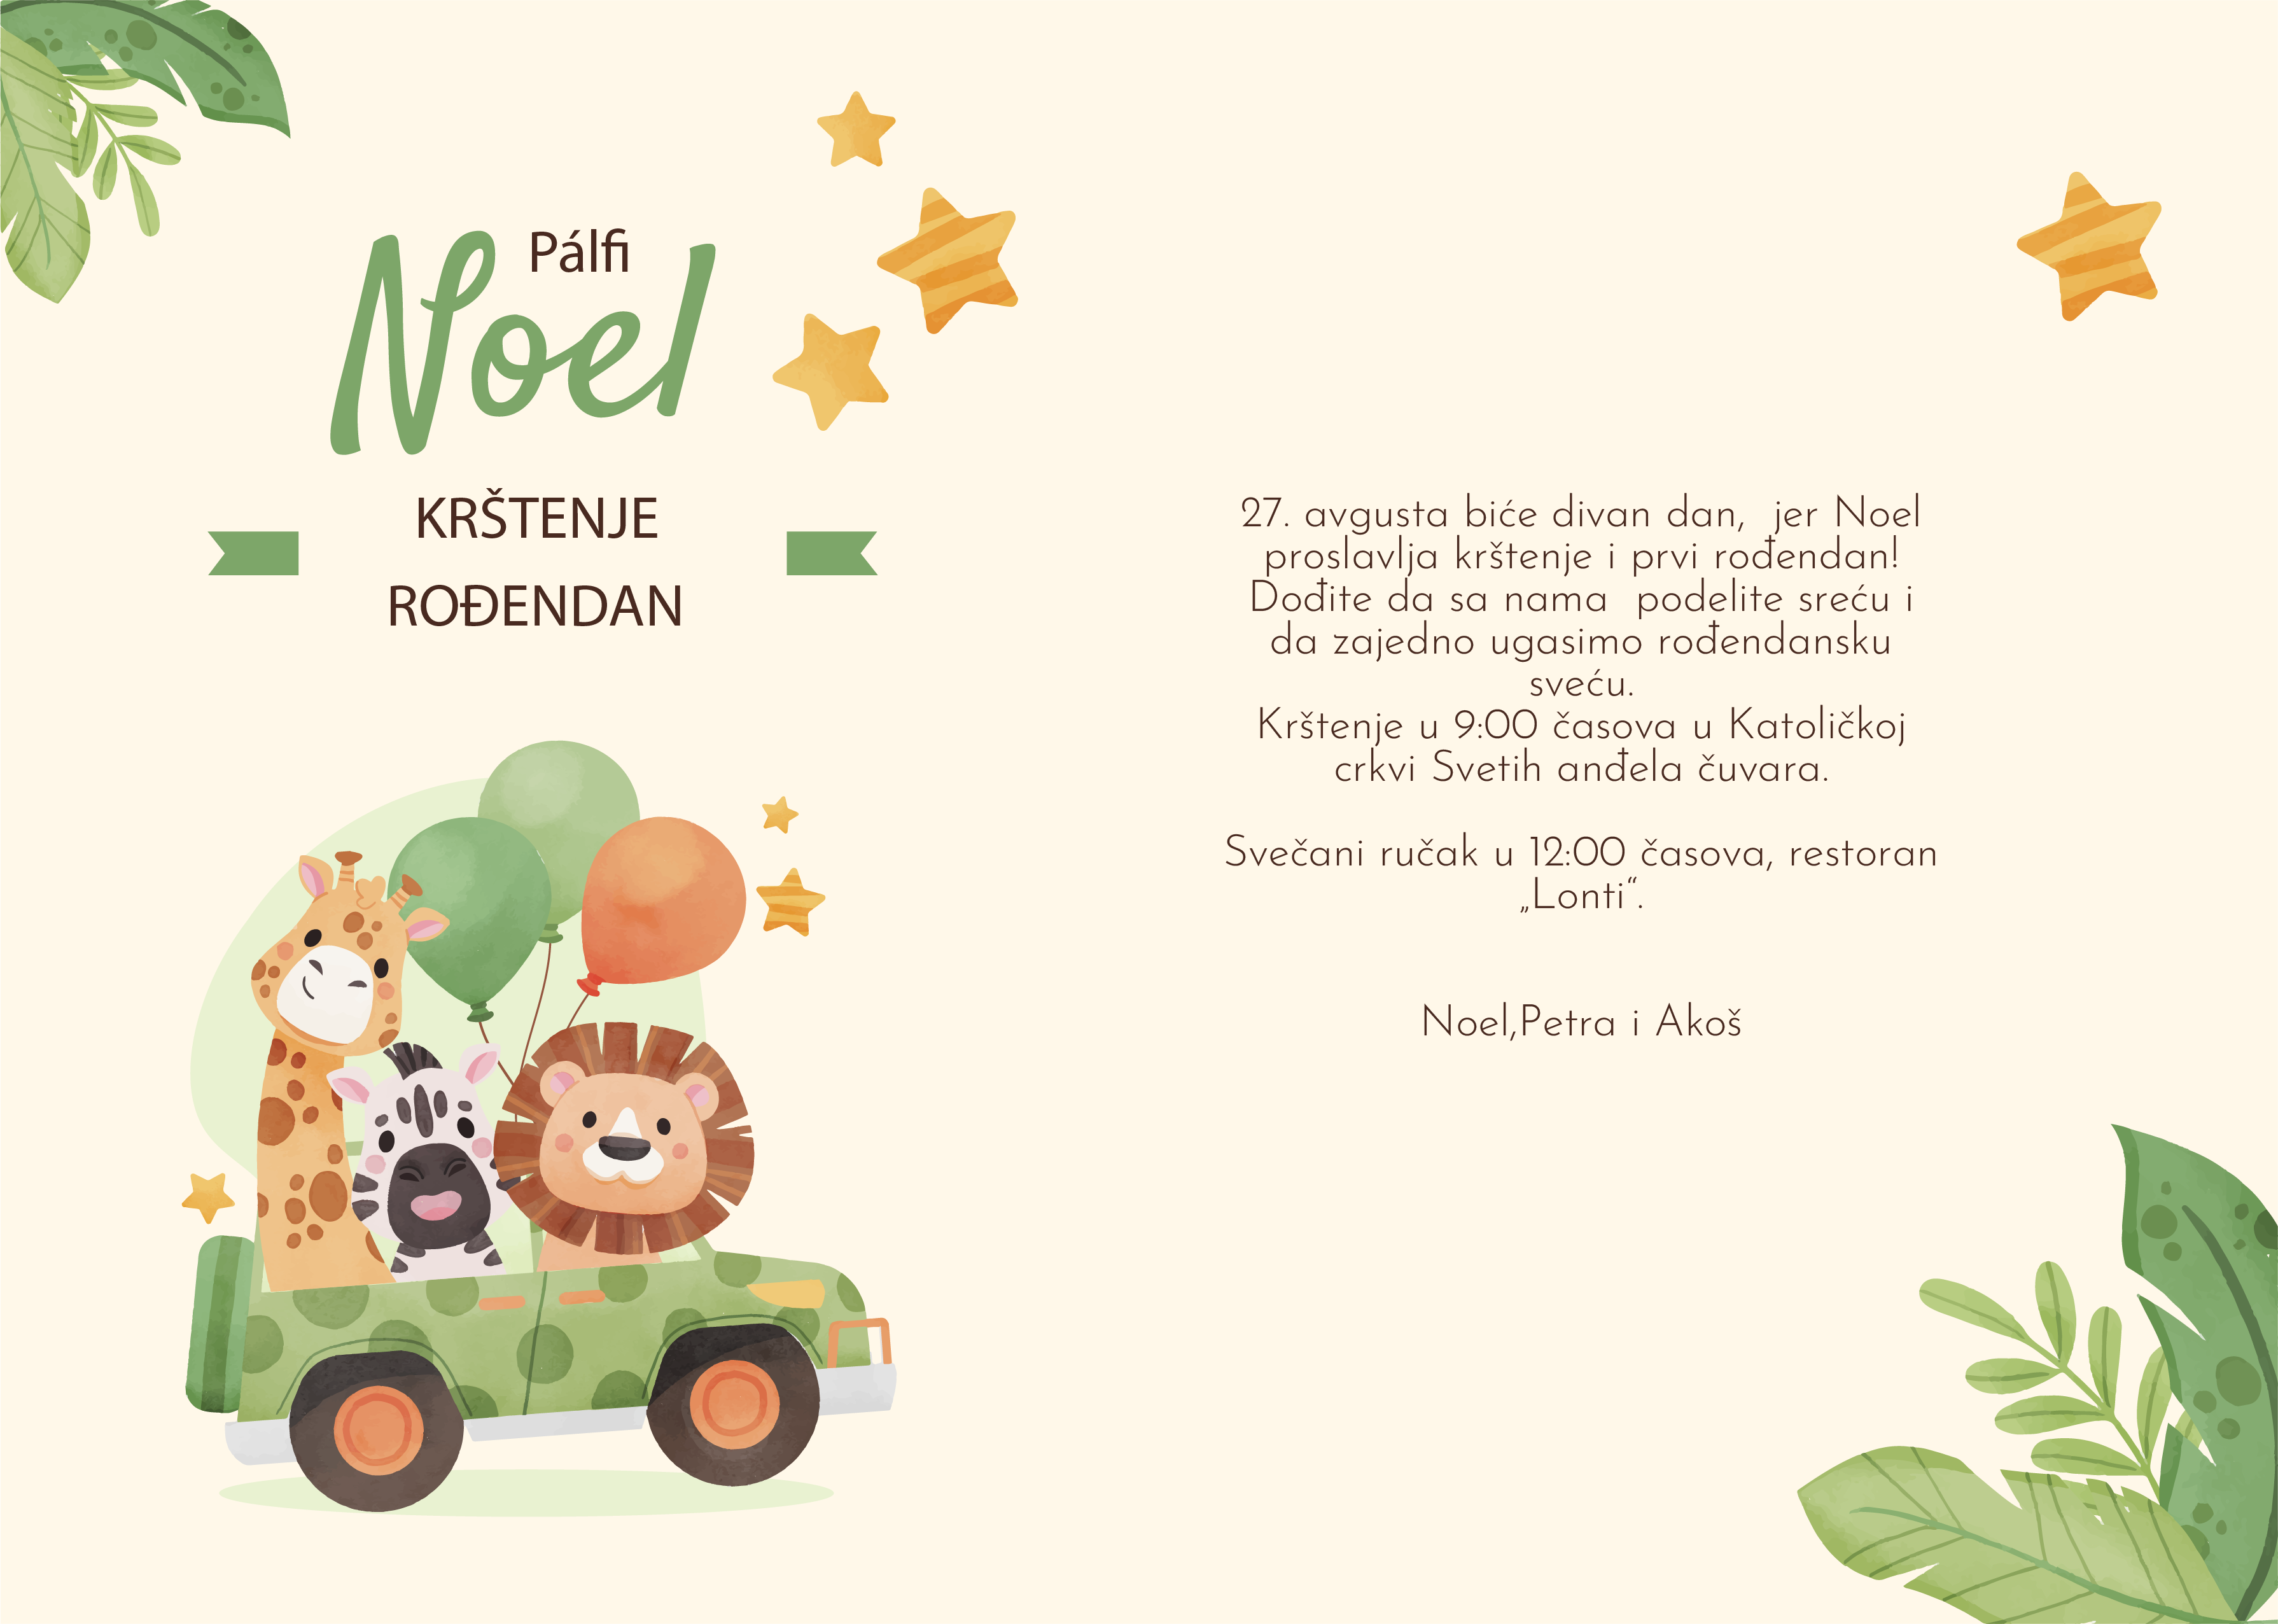 Pálfi
Noel
KRŠTENJE
ROĐENDAN
27. avgusta biće divan dan, jer Noel
proslavlja krštenje i prvi rođendan!
Dođite da sa nama podelite sreću i
da zajedno ugasimo rođendansku
sveću.
Krštenje u 9:00 časova u Katoličkoj
crkvi Svetih anđela čuvara.
Svečani ručak u 12:00 časova, restoran
„Lonti“.
Noel,Petra i Akoš